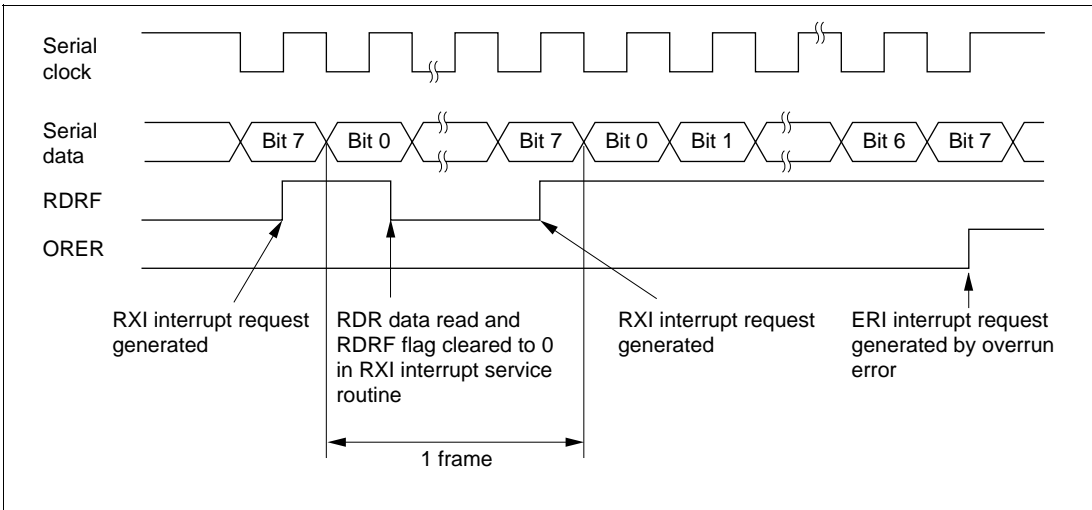 Serial
clock
Serial
data
Bit 7
Bit 0
Bit 7
Bit 0
Bit 1
Bit 6
Bit 7
RDRF
ORER
RXI interrupt request
generated
RDR data read and
RDRF flag cleared to 0
in RXI interrupt service
routine
RXI interrupt request
generated
ERI interrupt request
generated by overrun
error
1 frame